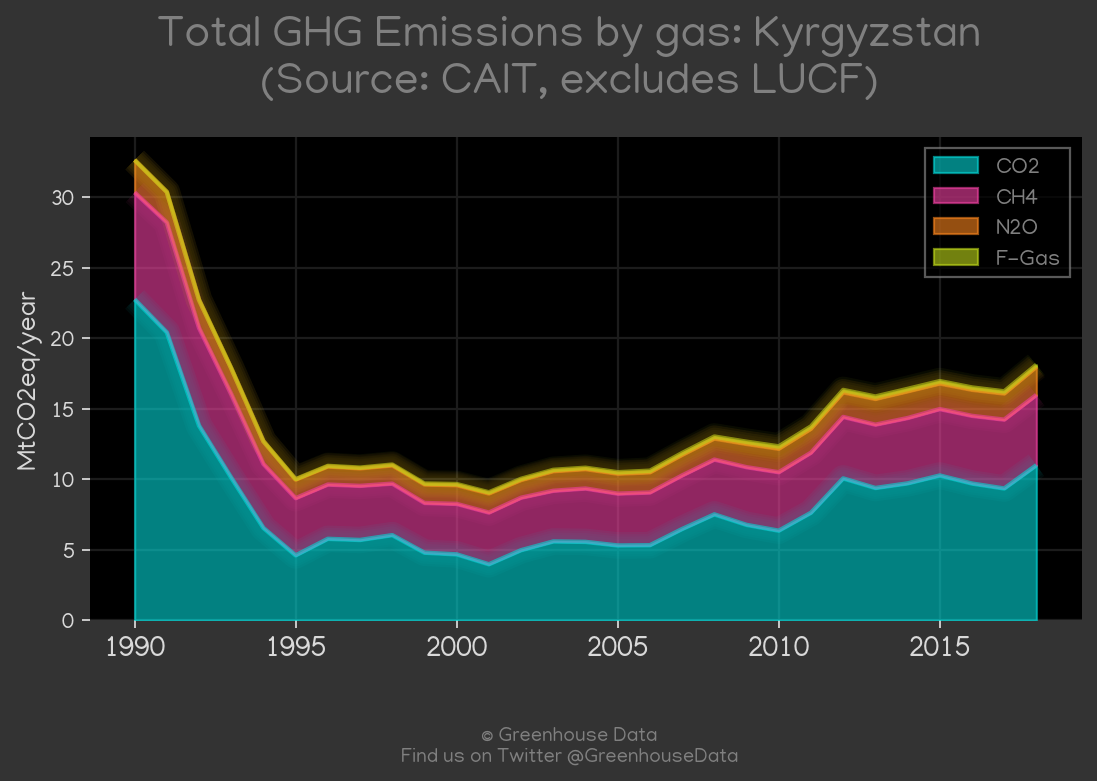 Total GHG Emissions by gas: Kyrgyzstan
(Source: CAIT, excludes LUCF)
CO2
CH4
N2O
F-Gas
MtCO2eq/year
30
25
20
15
10
5
0
1990 1995 2000 2005 2010 2015
© Greenhouse Data
Find us on Twitter @GreenhouseData